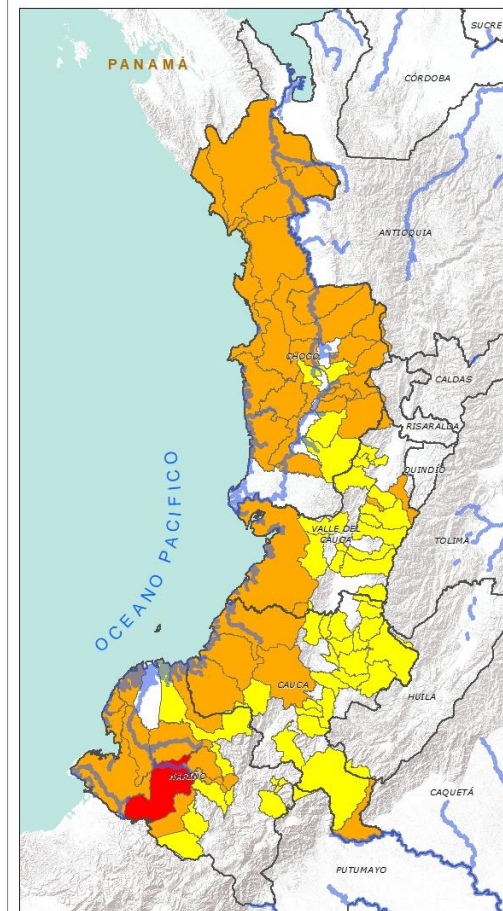 SUCRE
PANAMÁ
CÓRDOBA
ANTIOQUIA
CHOCÓ
CALDAS
RISARALDA
QUINDÍO
OCEANO PACIFICO
VALLE DEL
CAUCA
TOLIMA
CAUCA
HUILA
NARIÑO
CAQUETÁ
PUTUMAYO